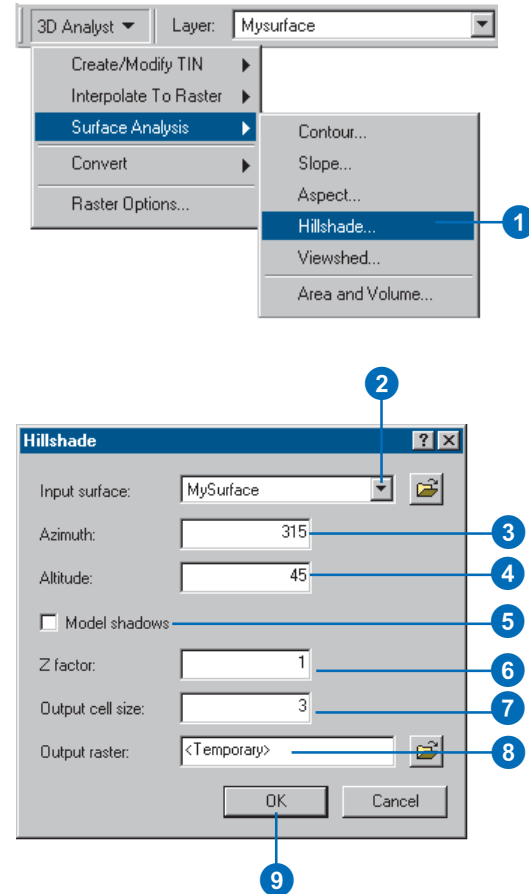 3D Analyst Layer: Mysurface
Create/Modify TIN
Interpolate To Raster
Surface Analysis
Convert
Raster Options...
Contour...
Slope...
Aspect...
Hillshade...
1
Viewshed...
Area and Volume...
2
Hillshade ? ×
Input surface: MySurface
Azimuth: 315 3
Altitude: 45 4
Model shadows 5
Z factor: 1 6
Output cell size: 3 7
Output raster: <Temporary> 8
OK Cancel
9